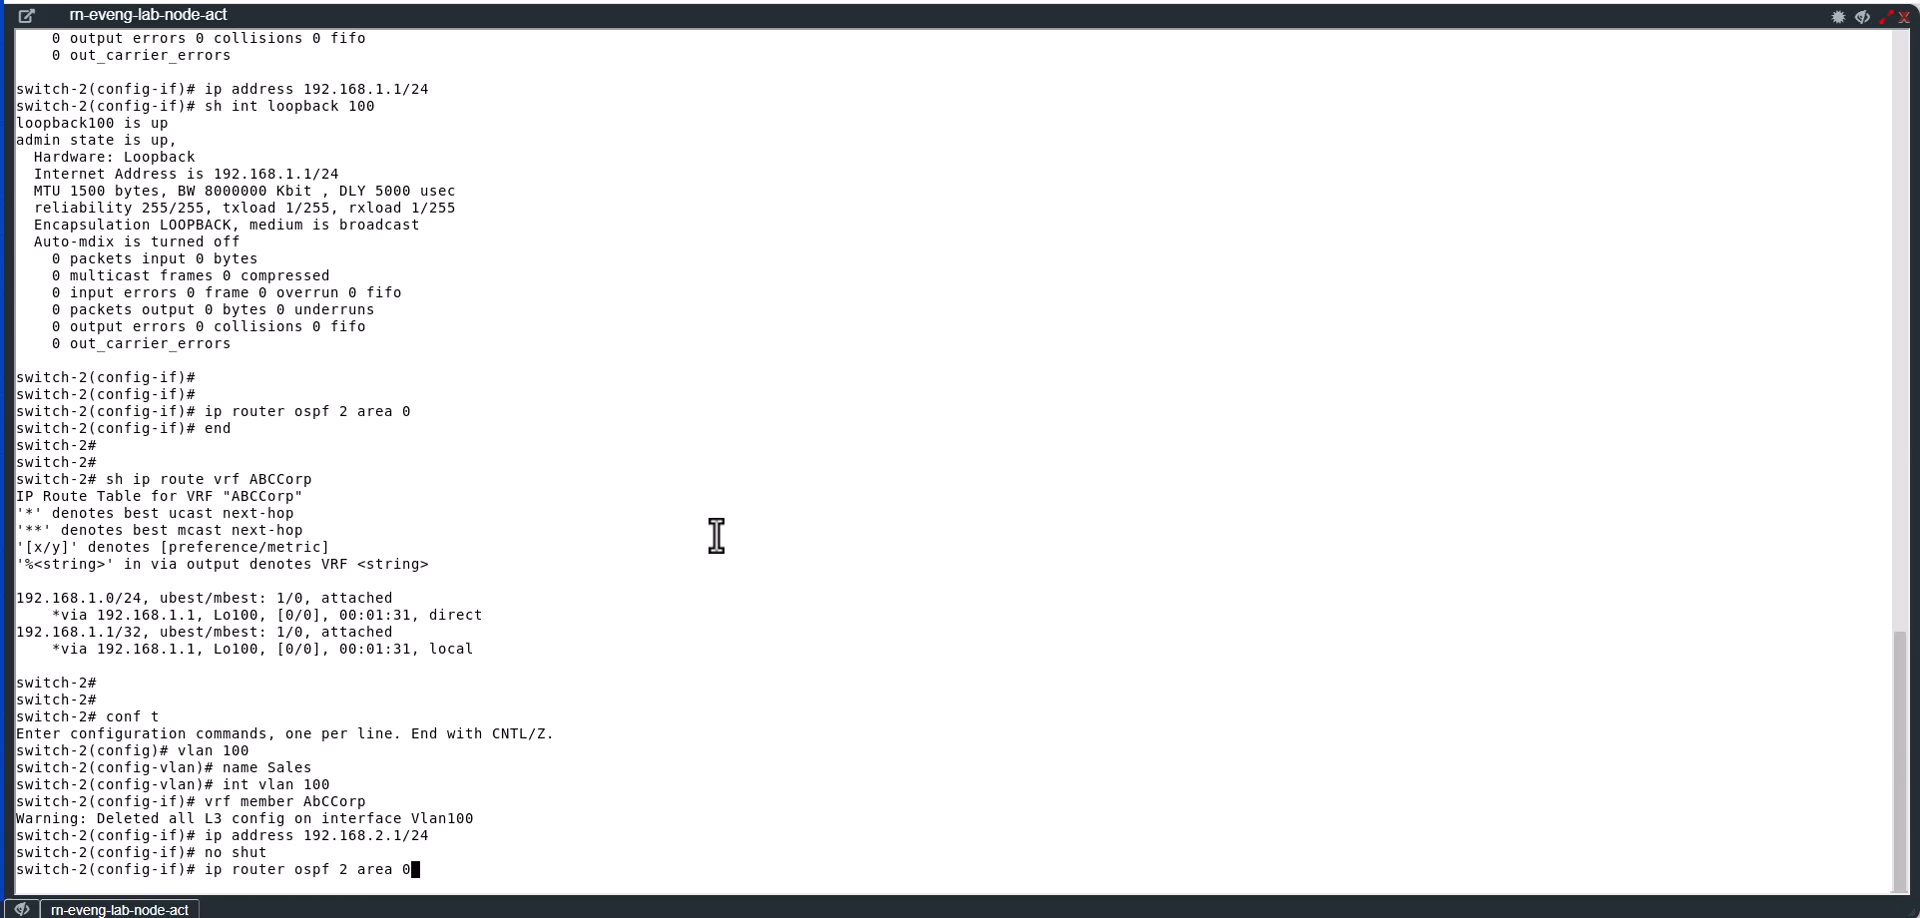 rn-eveng-lab-node-act
0 output errors 0 collisions 0 fifo
0 out_carrier_errors
switch-2(config-if)# ip address 192.168.1.1/24
switch-2(config-if)# sh int loopback 100
loopback100 is up
admin state is up,
Hardware: Loopback
Internet Address is 192.168.1.1/24
MTU 1500 bytes, BW 8000000 Kbit , DLY 5000 usec
reliability 255/255, txload 1/255, rxload 1/255
Encapsulation LOOPBACK, medium is broadcast
Auto-mdix is turned off
0 packets input 0 bytes
0 multicast frames 0 compressed
0 input errors 0 frame 0 overrun 0 fifo
0 packets output 0 bytes 0 underruns
0 output errors 0 collisions 0 fifo
0 out_carrier_errors
switch-2(config-if)#
switch-2(config-if)#
switch-2(config-if)# ip router ospf 2 area 0
switch-2(config-if)# end
switch-2#
switch-2#
switch-2# sh ip route vrf ABCCorp
IP Route Table for VRF "ABCCorp"
'*' denotes best ucast next-hop
'**' denotes best mcast next-hop
'[x/y]' denotes [preference/metric]
'%<string>' in via output denotes VRF <string>
192.168.1.0/24, ubest/mbest: 1/0, attached
*via 192.168.1.1, Lo100, [0/0], 00:01:31, direct
192.168.1.1/32, ubest/mbest: 1/0, attached
*via 192.168.1.1, Lo100, [0/0], 00:01:31, local
switch-2#
switch-2#
switch-2# conf t
Enter configuration commands, one per line. End with CNTL/Z.
switch-2(config)# vlan 100
switch-2(config-vlan)# name Sales
switch-2(config-vlan)# int vlan 100
switch-2(config-if)# vrf member AbCCorp
Warning: Deleted all L3 config on interface Vlan100
switch-2(config-if)# ip address 192.168.2.1/24
switch-2(config-if)# no shut
switch-2(config-if)# ip router ospf 2 area 0
rn-eveng-lab-node-act